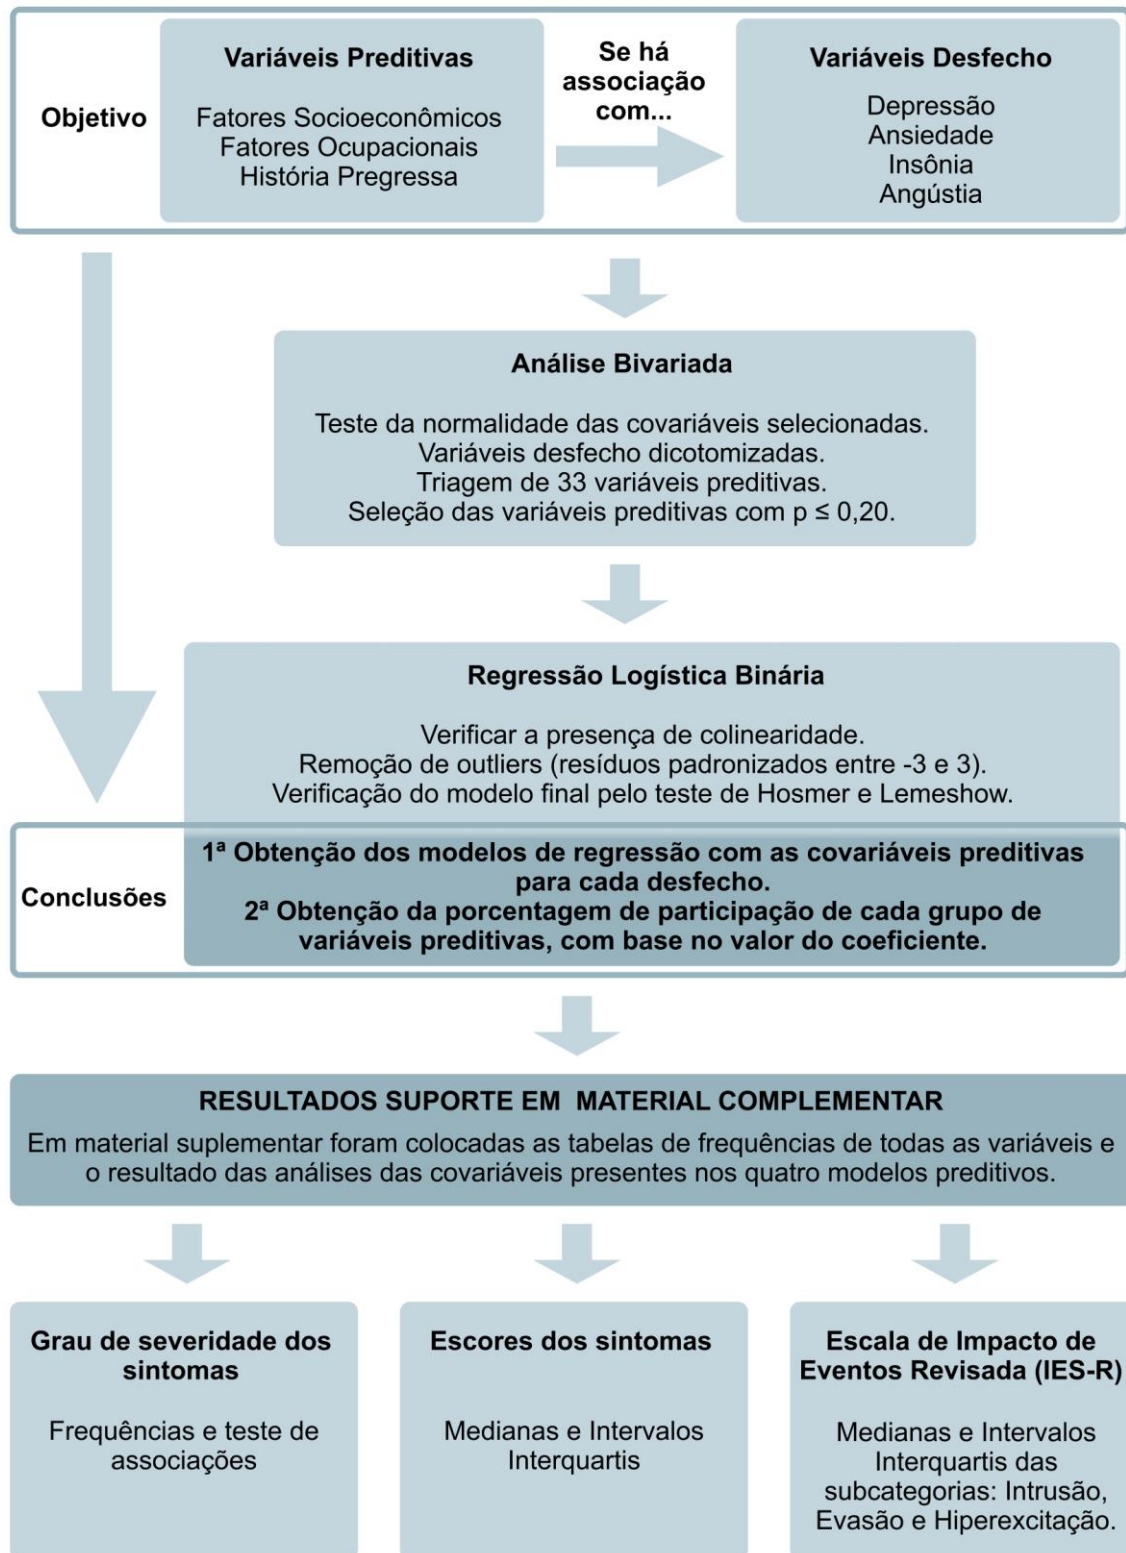 Objetivo
Variáveis Preditivas
Fatores Socioeconômicos
Fatores Ocupacionais
História Pregressa
Se há
associação
com...
Variáveis Desfecho
Depressão
Ansiedade
Insônia
Angústia
Análise Bivariada
Teste da normalidade das covariáveis selecionadas.
Variáveis desfecho dicotomizadas.
Triagem de 33 variáveis preditivas.
Seleção das variáveis preditivas com p ≤ 0,20.
Regressão Logística Binária
Verificar a presença de colinearidade.
Remoção de outliers (resíduos padronizados entre -3 e 3).
Verificação do modelo final pelo teste de Hosmer e Lemeshow.
Conclusões
1ª Obtenção dos modelos de regressão com as covariáveis preditivas
para cada desfecho.
2ª Obtenção da porcentagem de participação de cada grupo de
variáveis preditivas, com base no valor do coeficiente.
RESULTADOS SUPORTE EM MATERIAL COMPLEMENTAR
Em material suplementar foram colocadas as tabelas de frequências de todas as variáveis e
o resultado das análises das covariáveis presentes nos quatro modelos preditivos.
Grau de severidade dos
sintomas
Frequências e teste de
associações
Escores dos sintomas
Medianas e Intervalos
Interquartis
Escala de Impacto de
Eventos Revisada (IES-R)
Medianas e Intervalos
Interquartis das
subcategorias: Intrusão,
Evasão e Hiperexcitação.